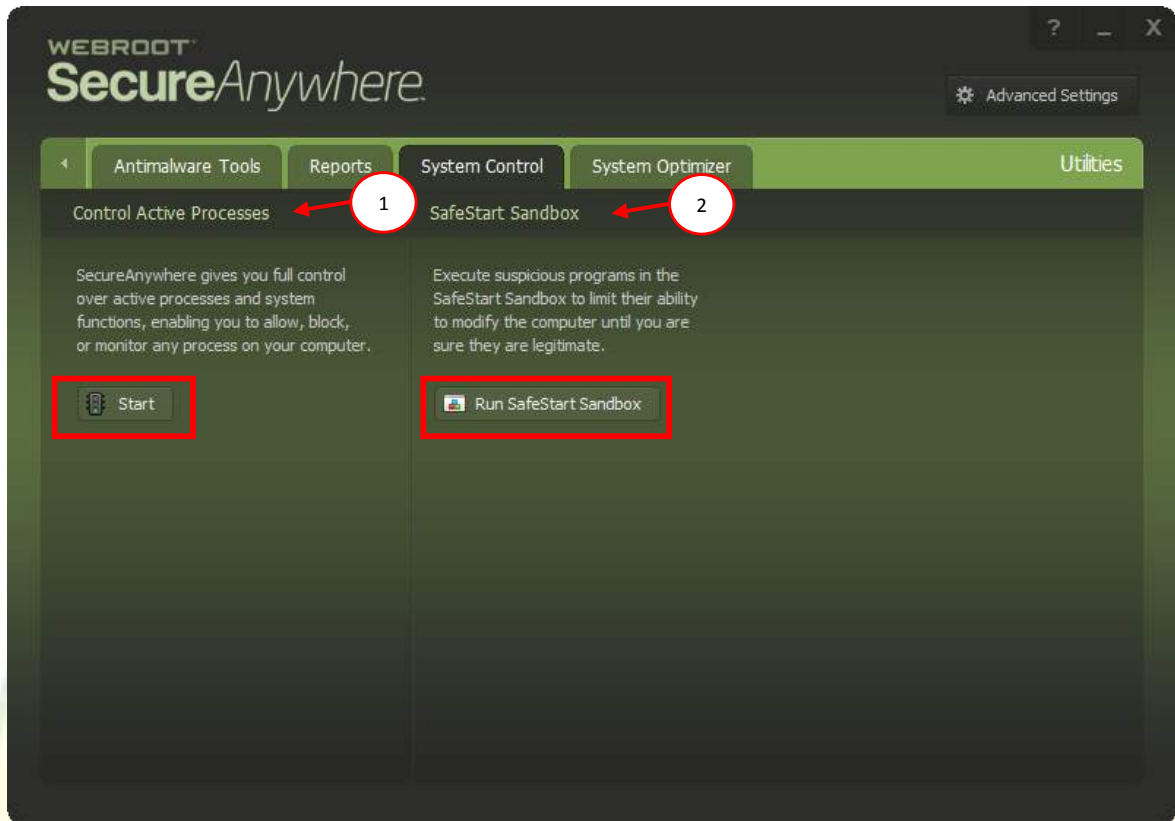 ? _ X
WEBROOT
SecureAnywhere.
Advanced Settings
Antimalware Tools Reports System Control System Optimizer Utilities
Control Active Processes 1 SafeStart Sandbox 2
SecureAnywhere gives you full control
over active processes and system
functions, enabling you to allow, block,
or monitor any process on your computer.
Start
Execute suspicious programs in the
SafeStart Sandbox to limit their ability
to modify the computer until you are
sure they are legitimate.
Run SafeStart Sandbox